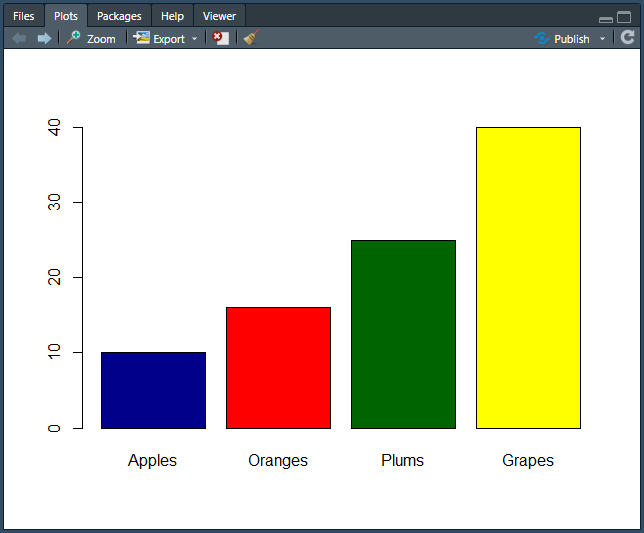 Files Plots Packages Help Viewer
Zoom Export Publish
40
30
20
10
0
Apples Oranges Plums Grapes